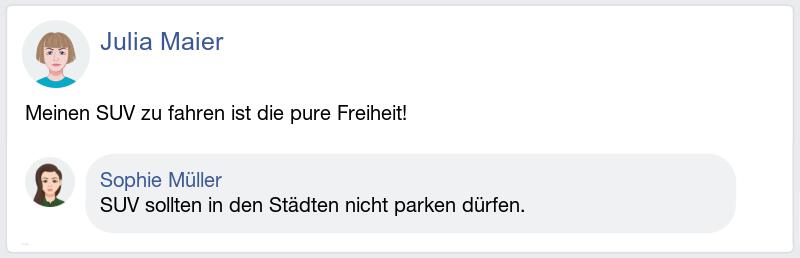 Julia Maier
Meinen SUV zu fahren ist die pure Freiheit!
Sophie Müller
SUV sollten in den Städten nicht parken dürfen.